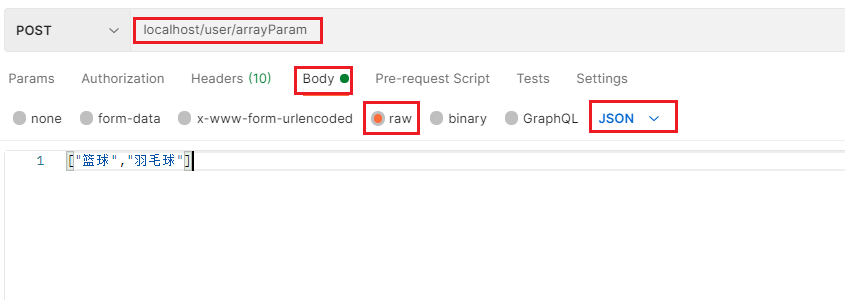 POST localhost/user/arrayParam
Params Authorization Headers (10) Body Pre-request Script Tests Settings
none form-data x-www-form-urlencoded raw binary GraphQL JSON
1 ["篮球","羽毛球"]